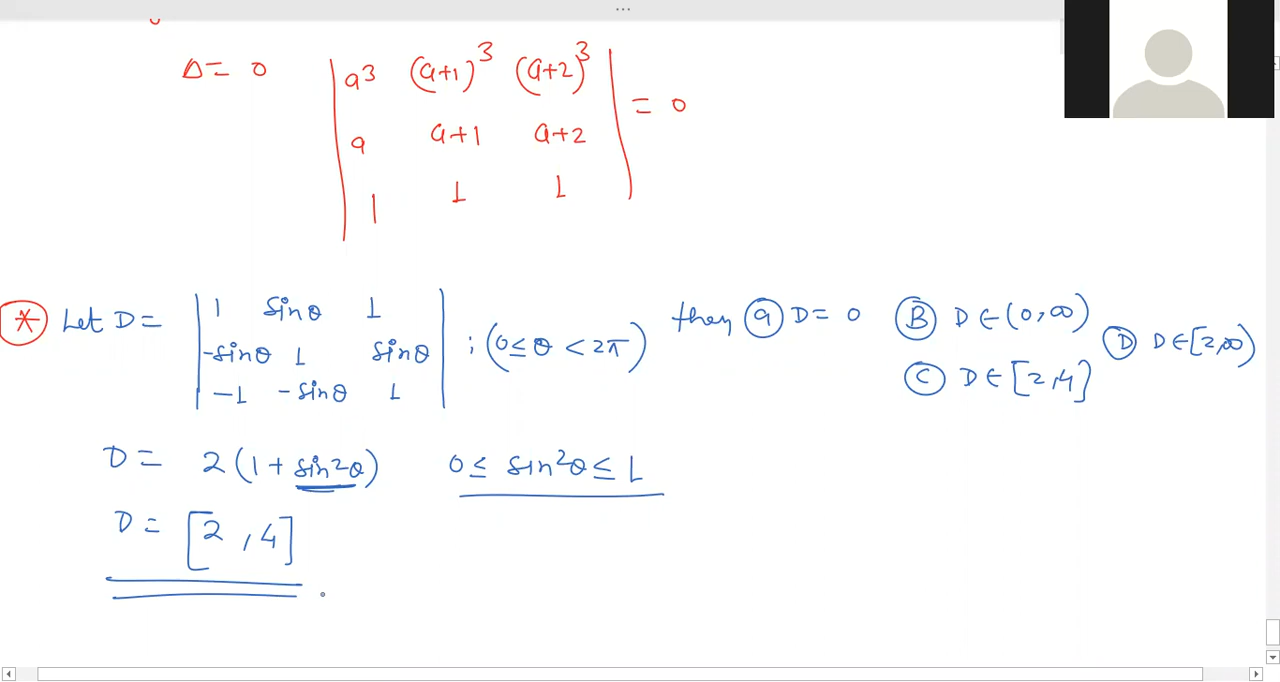 Δ = 0 | a³ (a+1)³ (a+2)³ | = 0
a a+1 a+2
1 1 1
* Let D = | 1 sinθ 1 | ; (0 ≤ θ < 2π) then (a) D = 0 (B) D ∈ (0, ∞)
-sinθ 1 sinθ
-1 -sinθ 1
(C) D ∈ [2, 4] (D) D ∈ [2, ∞)
D = 2(1 + sin²θ) 0 ≤ sin²θ ≤ 1
D = [2, 4]